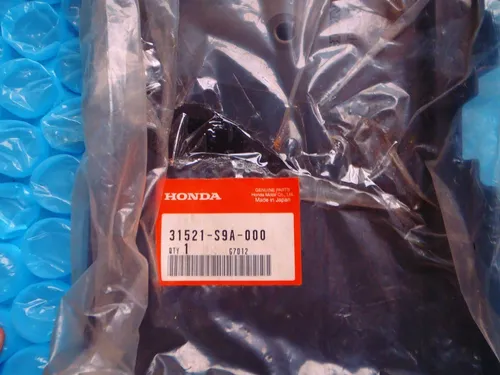 HONDA
GENUINE PARTS
Honda Motor Co., Ltd.
Made in Japan
31521-S9A-000
QTY 1
G7012